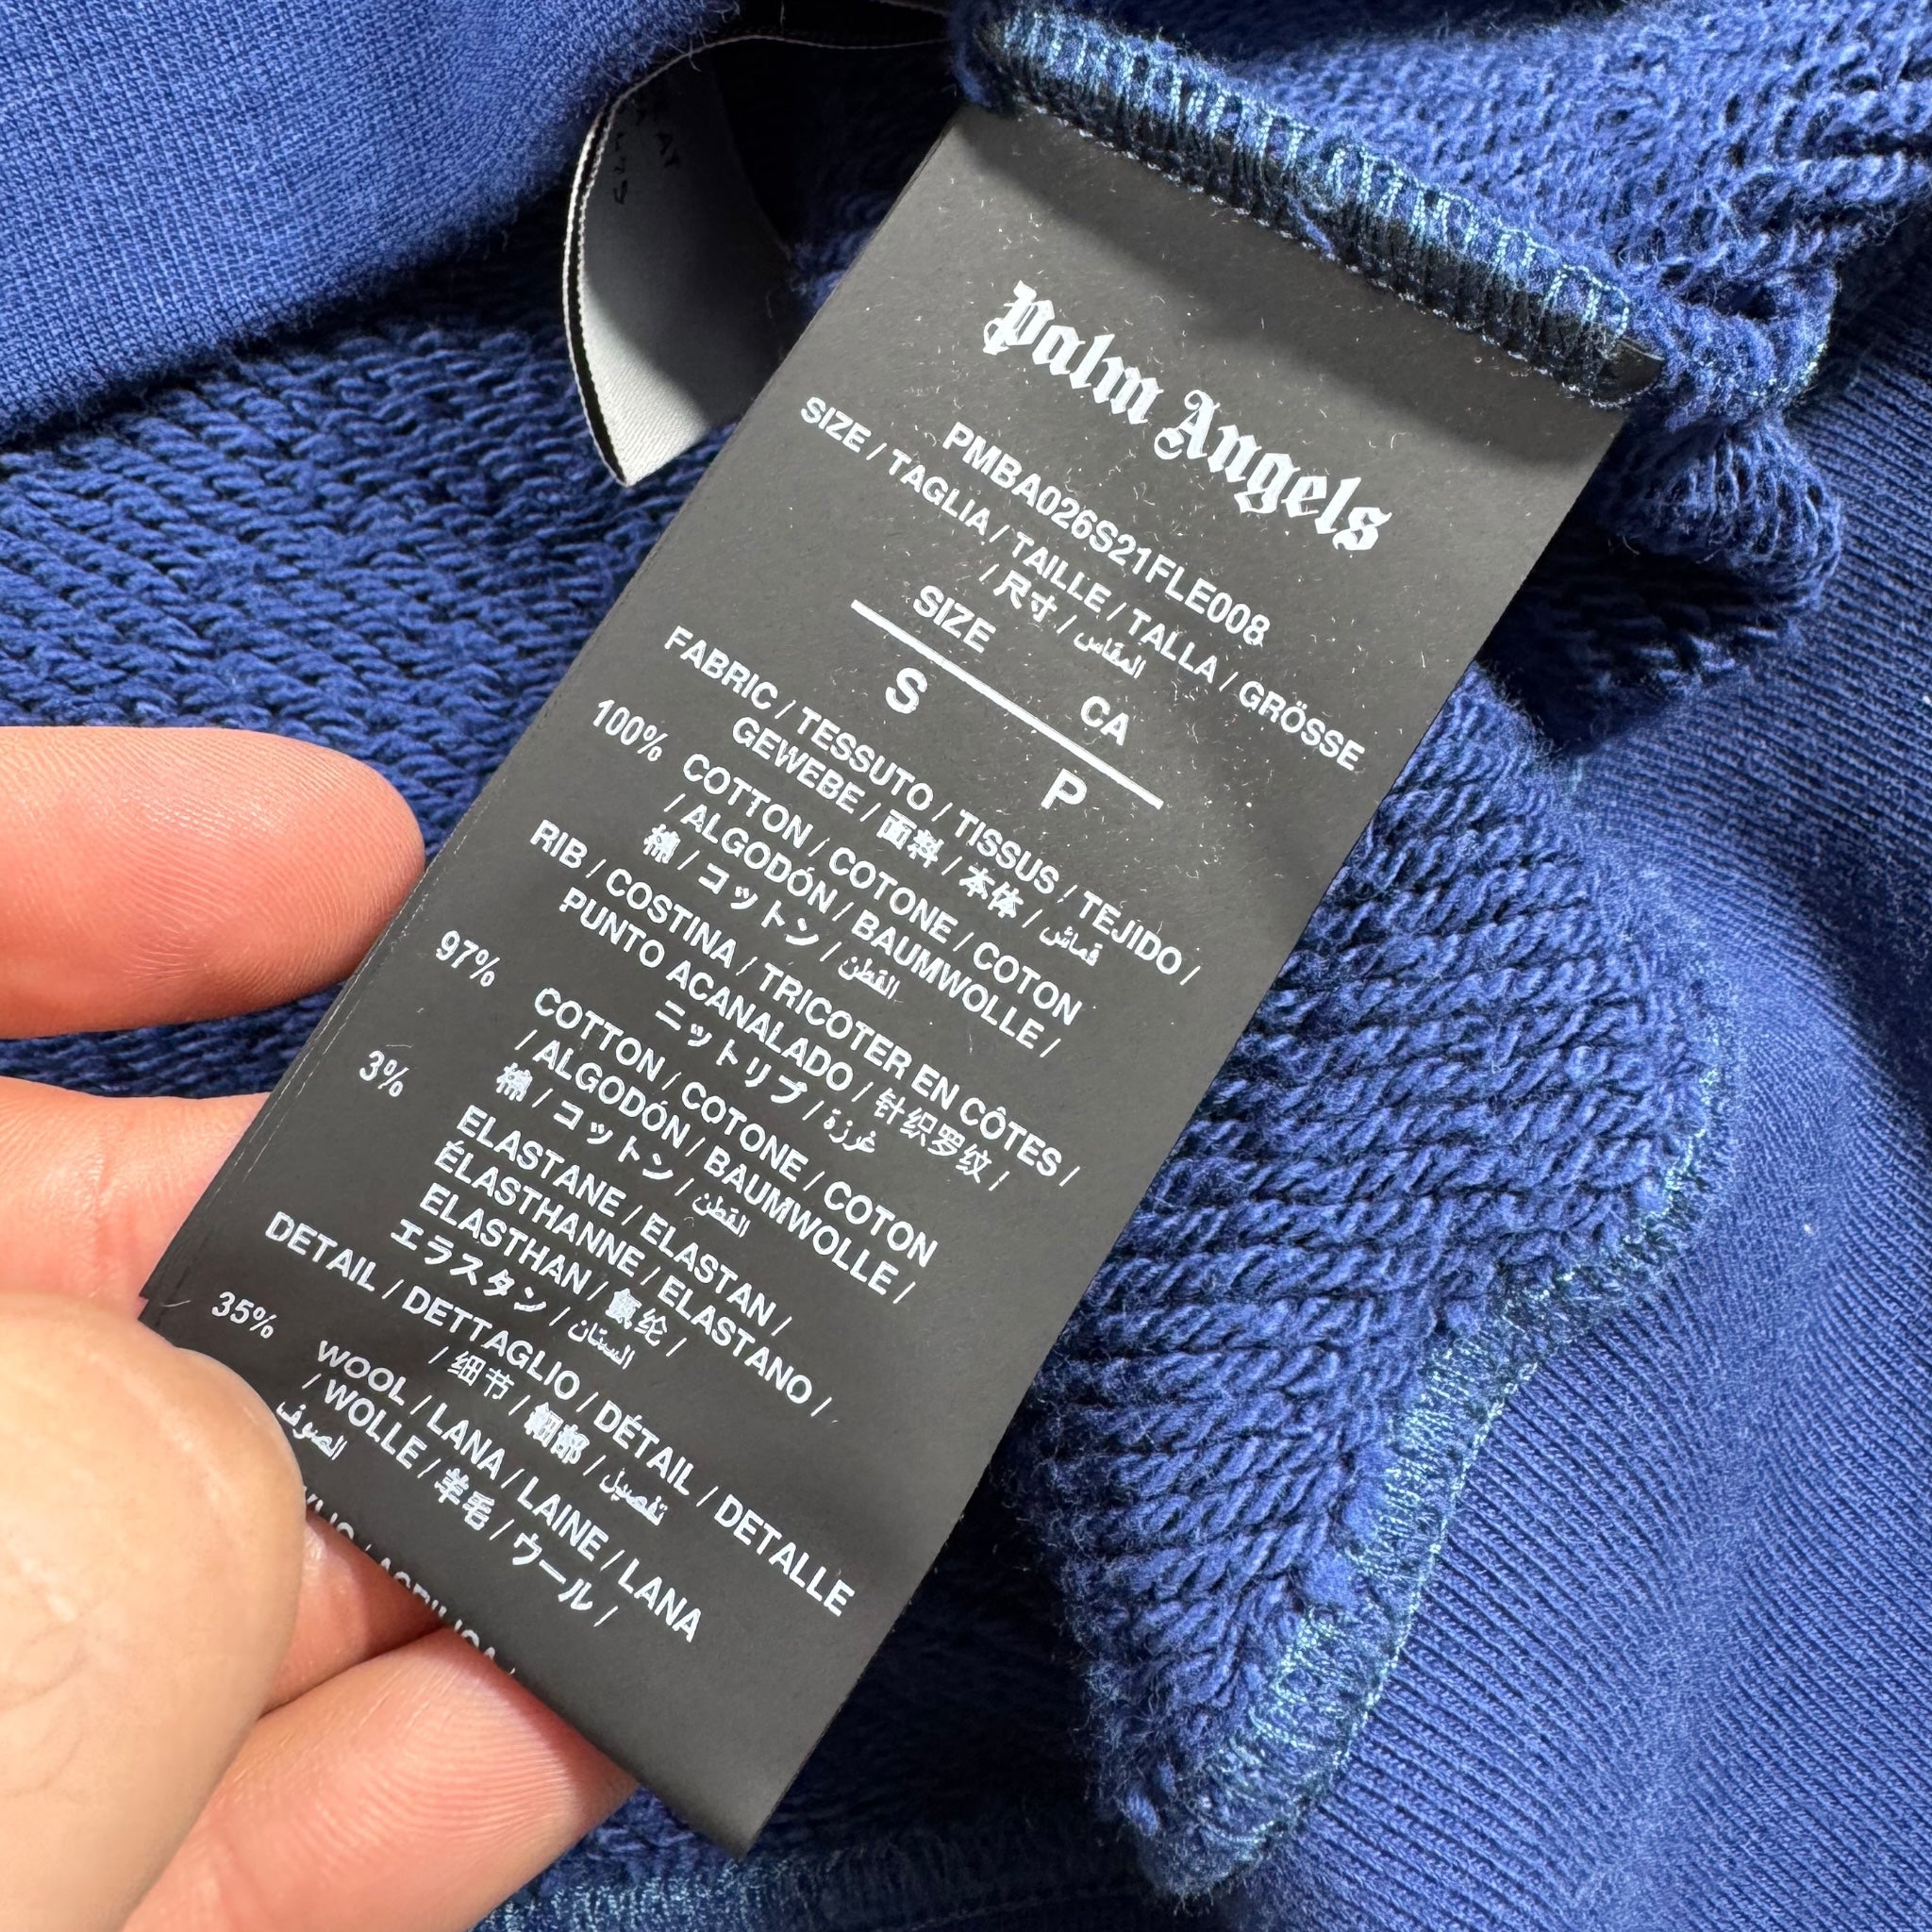 Palm Angels
PMBA026S21FLE008
SIZE / TAGLIA / TAILLE / TALLA / GRÖSSE
/ 尺寸 / المقاس
SIZE CA
S P
FABRIC / TESSUTO / TISSUS / TEJIDO /
GEWEBE / 面料 / 本体 / قماش
100% COTTON / COTONE / COTON
/ ALGODÓN / BAUMWOLLE /
棉 / コットン / القطن
RIB / COSTINA / TRICOTER EN CÔTES /
PUNTO ACANALADO / 针织罗纹 /
ニットリブ / غرزة
97% COTTON / COTONE / COTON
/ ALGODÓN / BAUMWOLLE /
棉 / コットン / القطن
3% ELASTANE / ELASTAN /
ÉLASTHANNE / ELASTANO /
ELASTHAN / 氨纶 /
エラスタン / السبتان
DETAIL / DETTAGLIO / DÉTAIL / DETALLE
/ 细节 / 細部 / تفصيل
35% WOOL / LANA / LAINE / LANA
/ WOLLE / 羊毛 / ウール /
الصوف